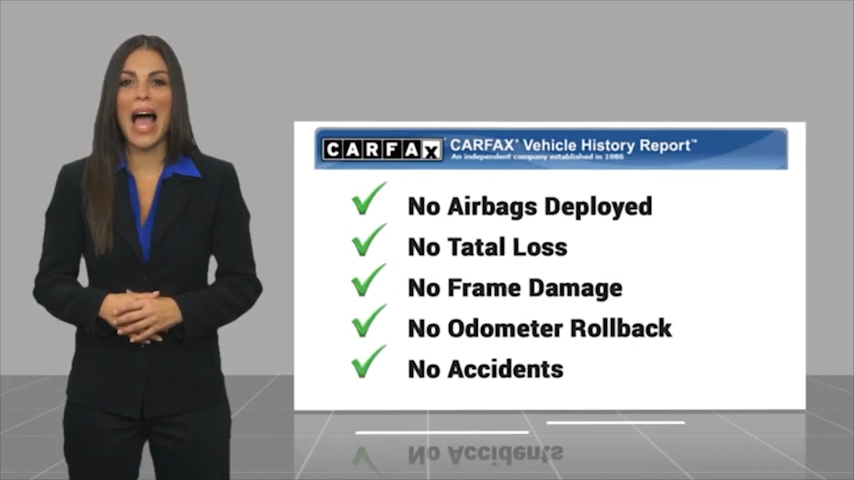 CARFAX CARFAX® Vehicle History Report™
An independent company established in 1986
No Airbags Deployed
No Tatal Loss
No Frame Damage
No Odometer Rollback
No Accidents
No Accidents